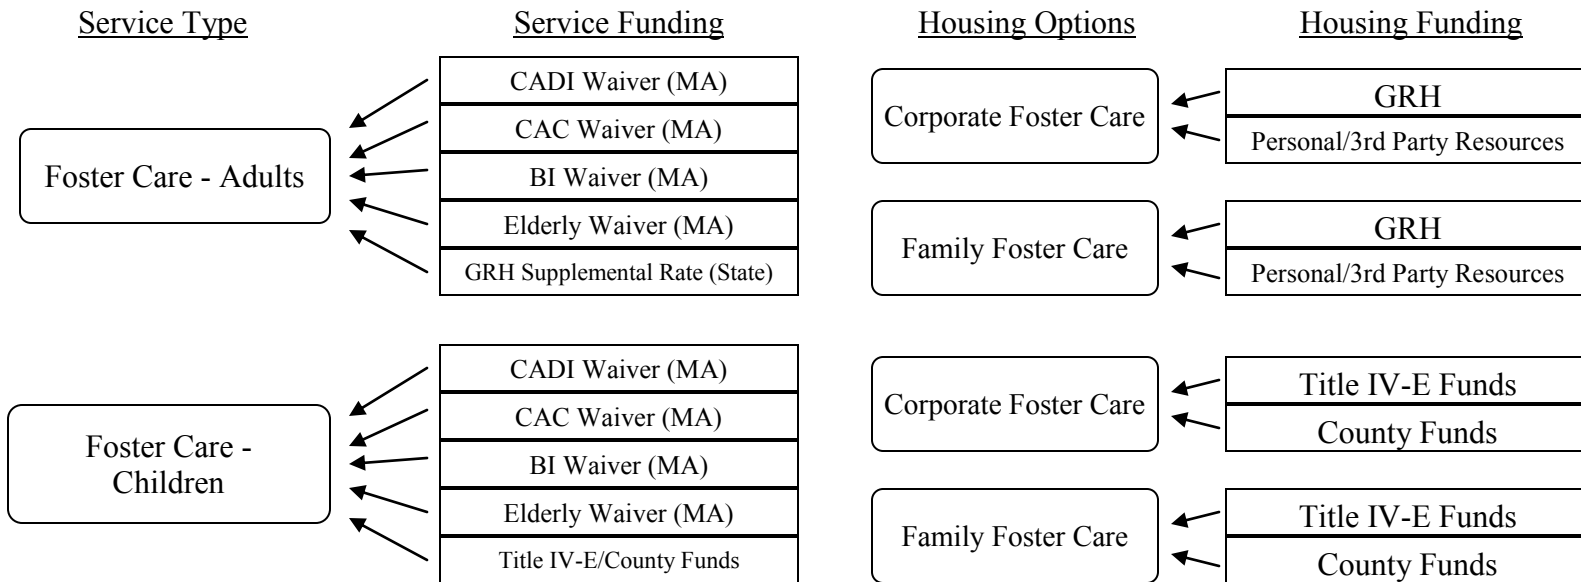 Service Type
Service Funding
Housing Options
Housing Funding
Foster Care - Adults
CADI Waiver (MA)
CAC Waiver (MA)
BI Waiver (MA)
Elderly Waiver (MA)
GRH Supplemental Rate (State)
Corporate Foster Care
GRH
Personal/3rd Party Resources
Family Foster Care
GRH
Personal/3rd Party Resources
Foster Care -
Children
CADI Waiver (MA)
CAC Waiver (MA)
BI Waiver (MA)
Elderly Waiver (MA)
Title IV-E/County Funds
Corporate Foster Care
Title IV-E Funds
County Funds
Family Foster Care
Title IV-E Funds
County Funds